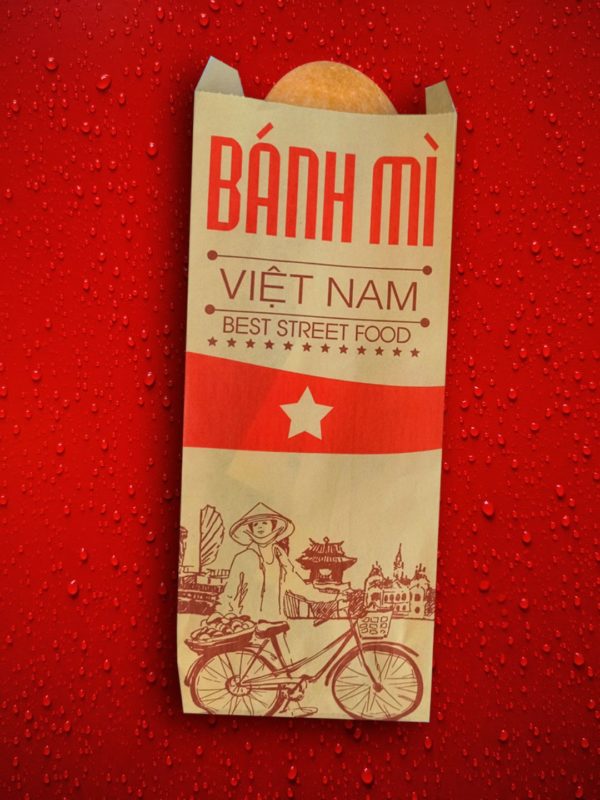 BÁNH MÌ
VIỆT NAM
BEST STREET FOOD